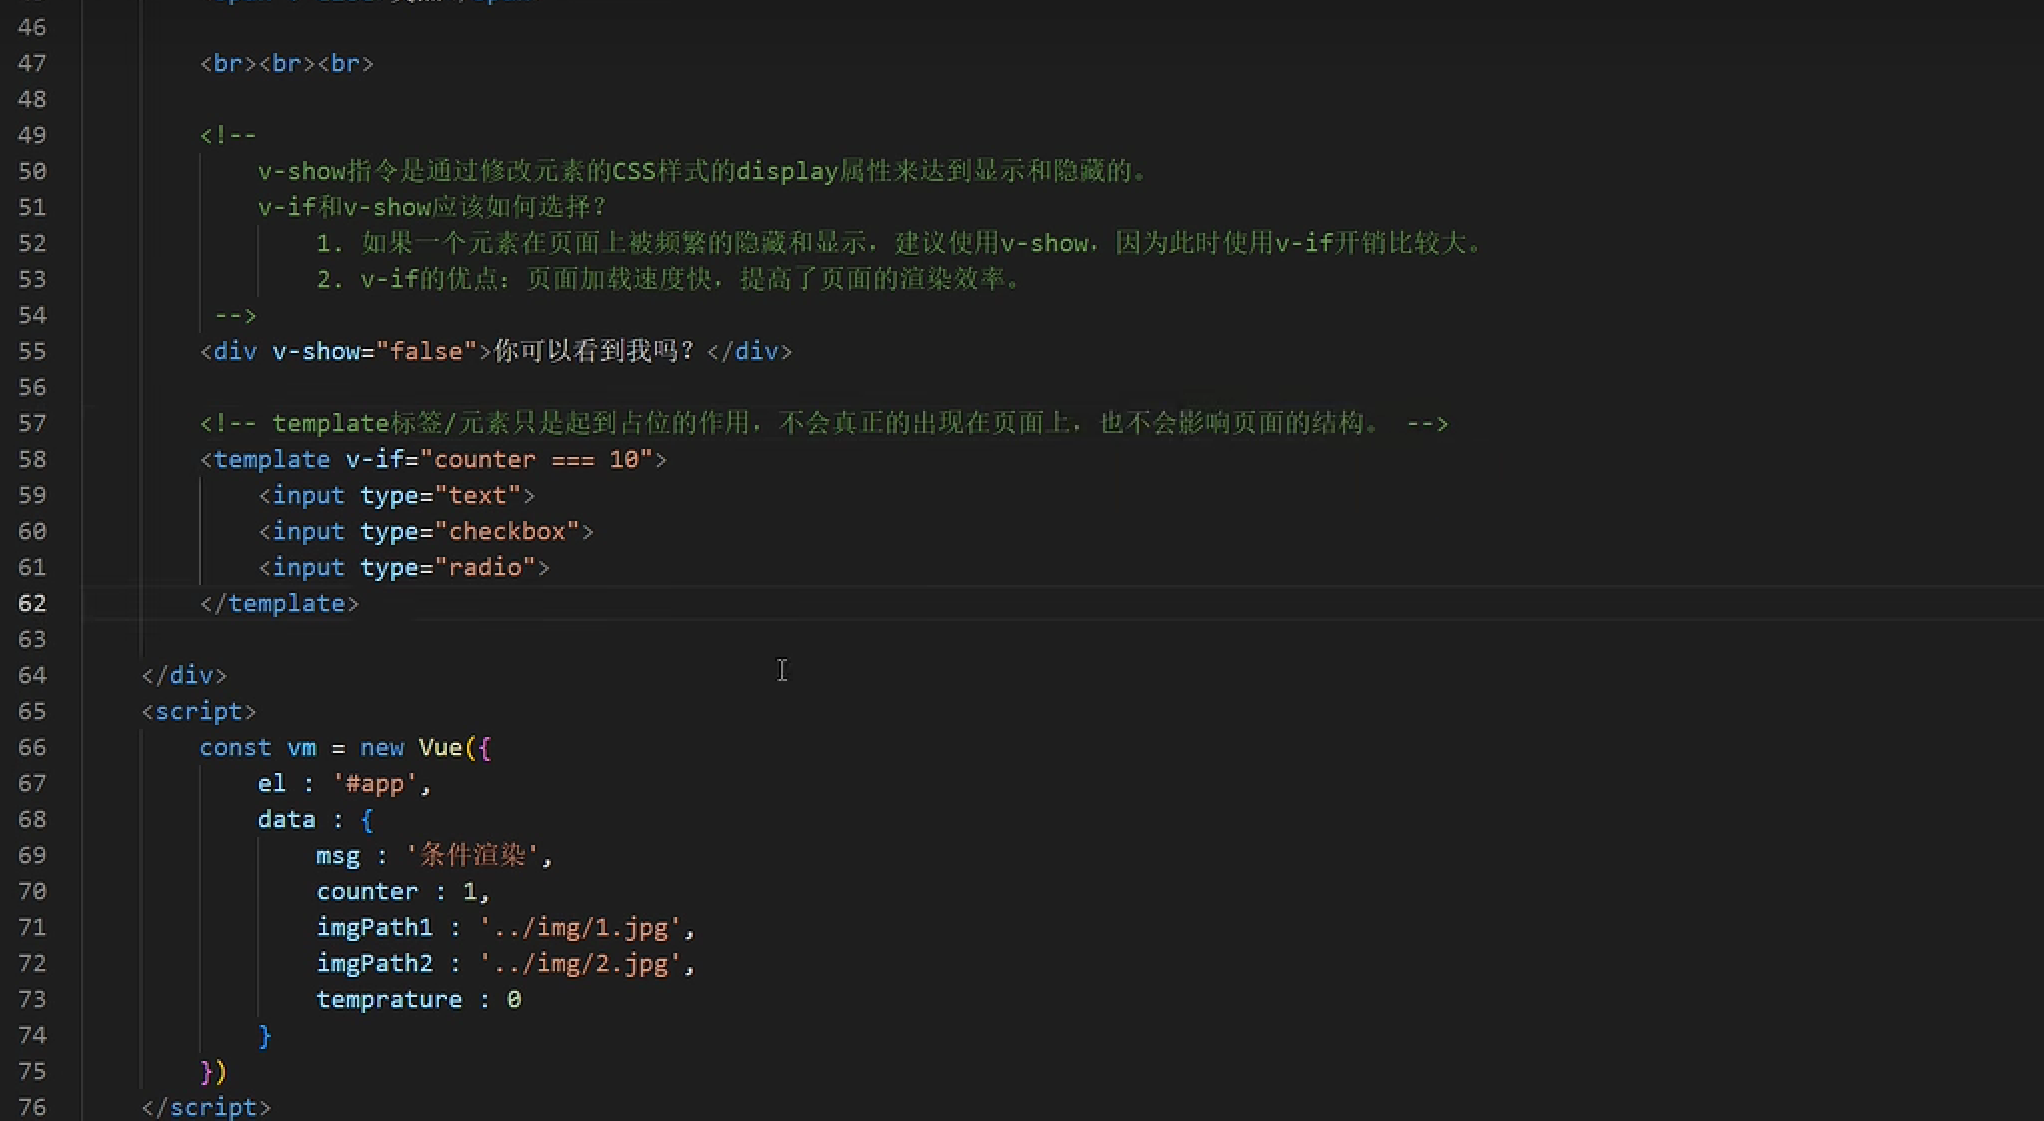 46
47 <br><br><br>
48
49 <!--
50 v-show指令是通过修改元素的CSS样式的display属性来达到显示和隐藏的。
51 v-if和v-show应该如何选择？
52 1. 如果一个元素在页面上被频繁的隐藏和显示，建议使用v-show，因为此时使用v-if开销比较大。
53 2. v-if的优点：页面加载速度快，提高了页面的渲染效率。
54 -->
55 <div v-show="false">你可以看到我吗？</div>
56
57 <!-- template标签/元素只是起到占位的作用，不会真正的出现在页面上，也不会影响页面的结构。 -->
58 <template v-if="counter === 10">
59 <input type="text">
60 <input type="checkbox">
61 <input type="radio">
62 </template>
63
64 </div>
65 <script>
66 const vm = new Vue({
67 el : '#app',
68 data : {
69 msg : '条件渲染',
70 counter : 1,
71 imgPath1 : '../img/1.jpg',
72 imgPath2 : '../img/2.jpg',
73 temprature : 0
74 }
75 })
76 </script>